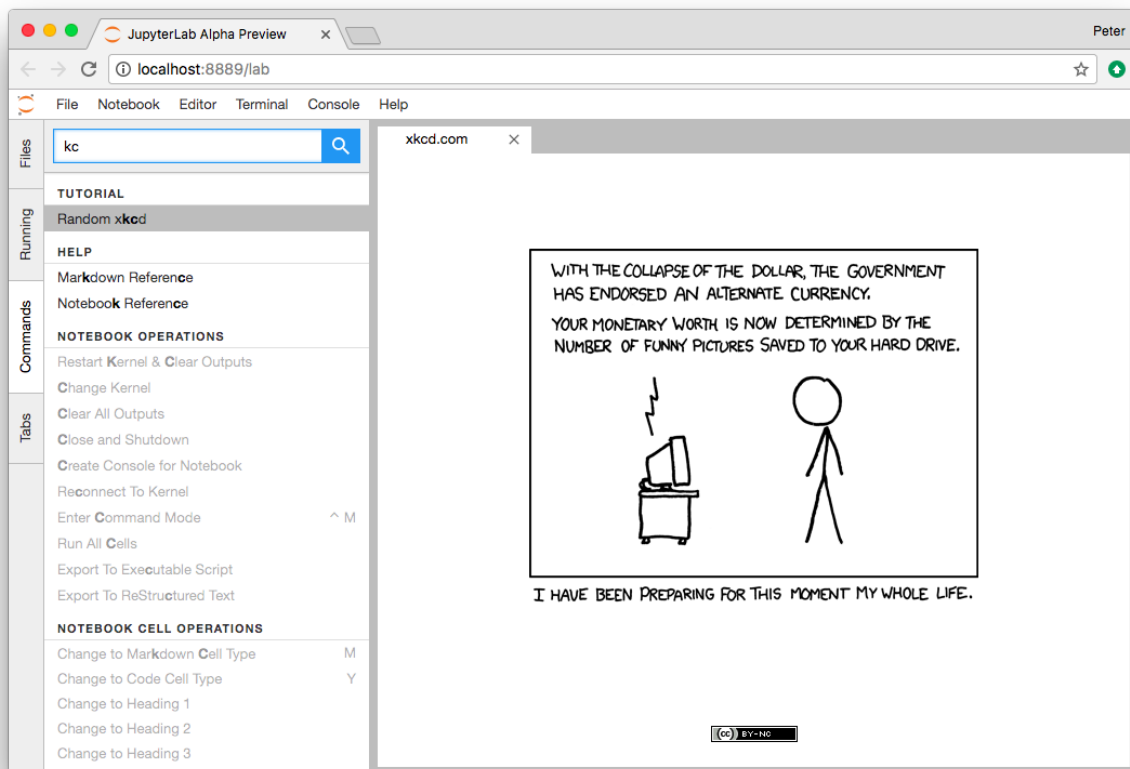 JupyterLab Alpha Preview
Peter
localhost:8889/lab
File Notebook Editor Terminal Console Help
Files
Running
Commands
Tabs
kc
TUTORIAL
Random xkcd
HELP
Markdown Reference
Notebook Reference
NOTEBOOK OPERATIONS
Restart Kernel & Clear Outputs
Change Kernel
Clear All Outputs
Close and Shutdown
Create Console for Notebook
Reconnect To Kernel
Enter Command Mode ^ M
Run All Cells
Export To Executable Script
Export To ReStructured Text
NOTEBOOK CELL OPERATIONS
Change to Markdown Cell Type M
Change to Code Cell Type Y
Change to Heading 1
Change to Heading 2
Change to Heading 3
xkcd.com
WITH THE COLLAPSE OF THE DOLLAR, THE GOVERNMENT
HAS ENDORSED AN ALTERNATE CURRENCY.
YOUR MONETARY WORTH IS NOW DETERMINED BY THE
NUMBER OF FUNNY PICTURES SAVED TO YOUR HARD DRIVE.
I HAVE BEEN PREPARING FOR THIS MOMENT MY WHOLE LIFE.
(cc) BY-NC